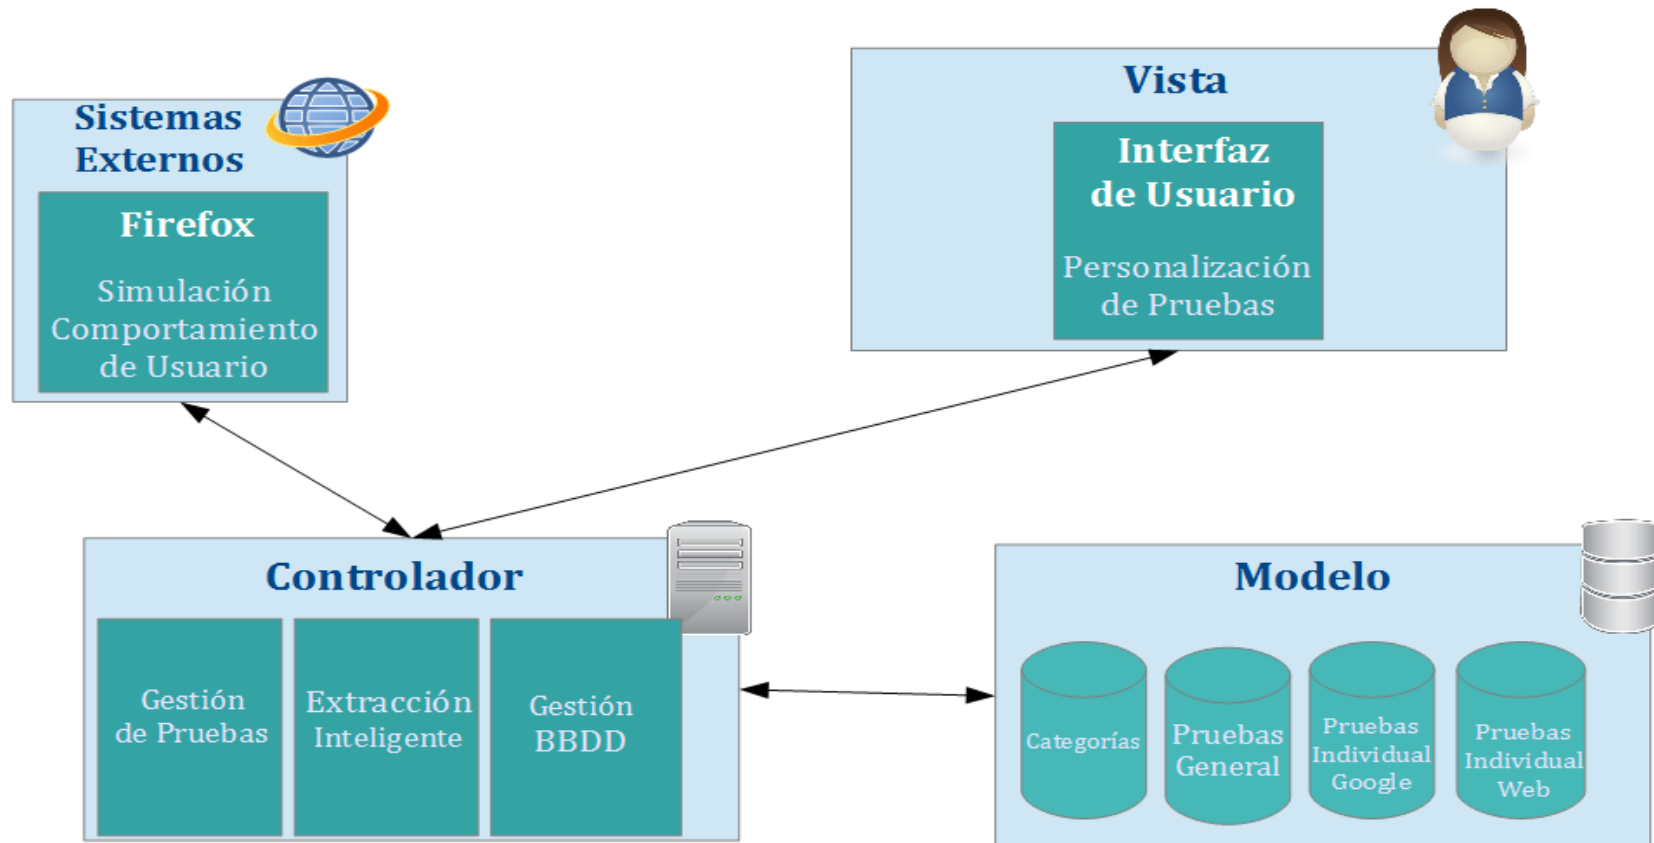 Sistemas
Externos
Firefox
Simulación
Comportamiento
de Usuario
Vista
Interfaz
de Usuario
Personalización
de Pruebas
Controlador
Gestión
de Pruebas
Extracción
Inteligente
Gestión
BBDD
Modelo
Categorías
Pruebas
General
Pruebas
Individual
Google
Pruebas
Individual
Web